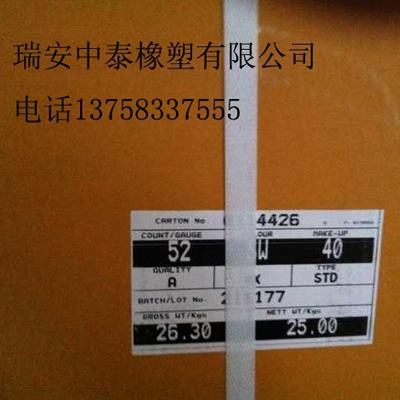 瑞安中泰橡塑有限公司
电话13758337555
CARTON No. 4426
COUNT/GAUGE OUR MAKE-UP
52 W 40
QUALITY TYPE
A STD
BATCH/LOT No. 177
GROSS WT/Kgs NETT WT/Kgs
26.30 25.00